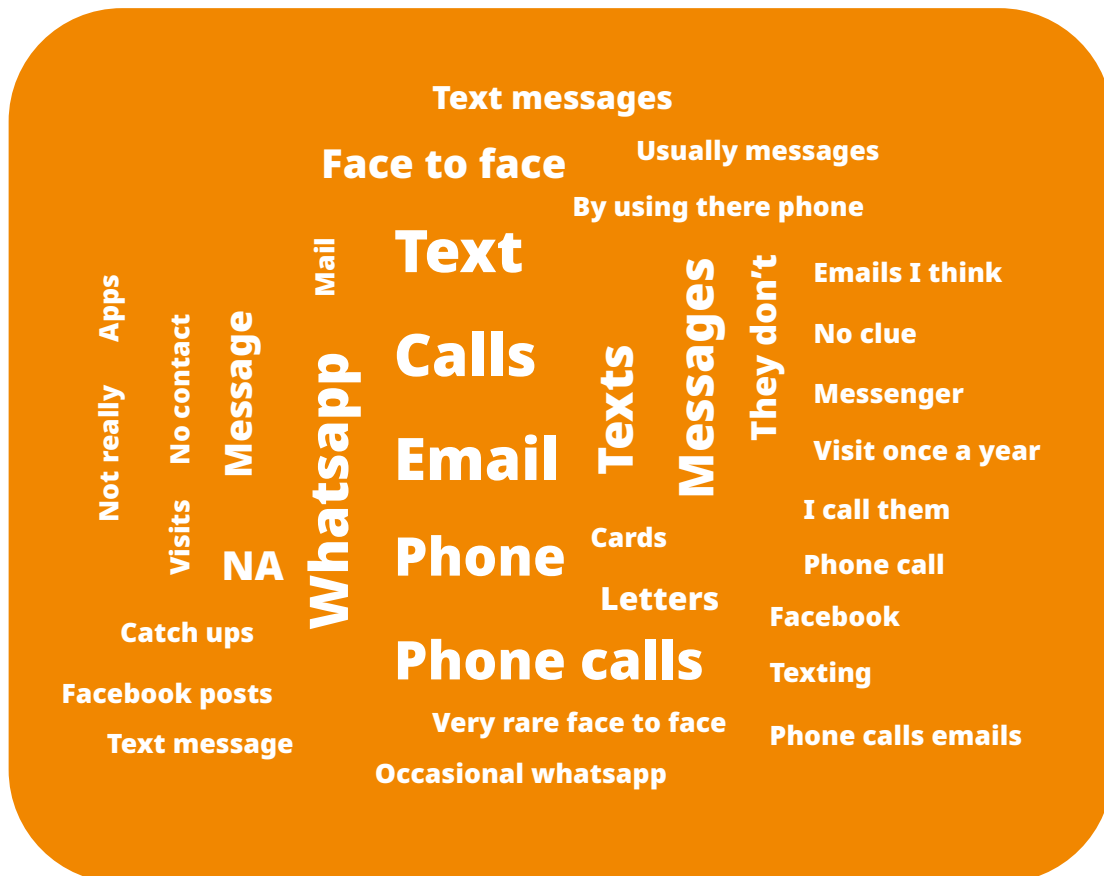 Text messages
Usually messages
Face to face
By using there phone
Text
Mail
Messages
They don’t
Emails I think
Apps
No contact
Message
Calls
No clue
Whatsapp
Texts
Messenger
Not really
Email
Visit once a year
Visits
I call them
Cards
NA
Phone
Phone call
Letters
Facebook
Catch ups
Phone calls
Texting
Facebook posts
Very rare face to face
Phone calls emails
Text message
Occasional whatsapp